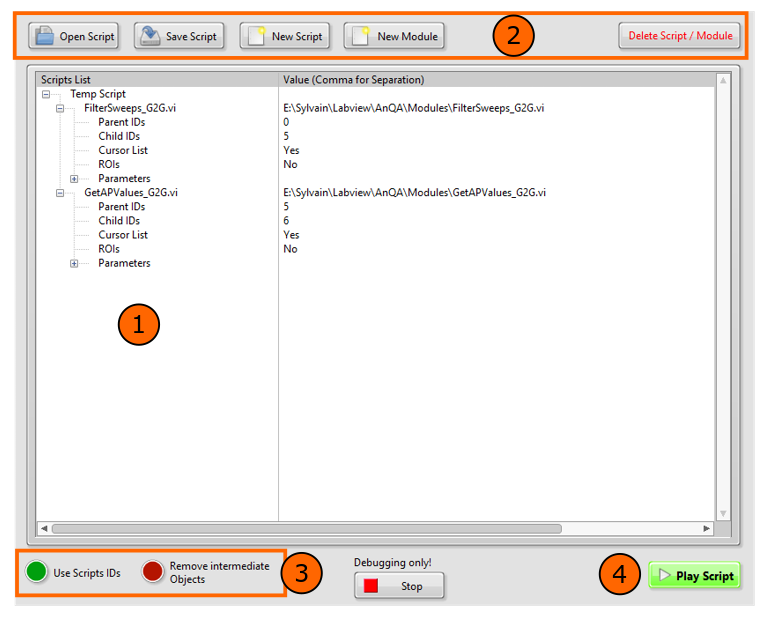 Open Script Save Script New Script New Module 2 Delete Script / Module
Scripts List Value (Comma for Separation)
Temp Script
FilterSweeps_G2G.vi E:\Sylvain\Labview\AnQA\Modules\FilterSweeps_G2G.vi
Parent IDs 0
Child IDs 5
Cursor List Yes
ROIs No
Parameters
GetAPValues_G2G.vi E:\Sylvain\Labview\AnQA\Modules\GetAPValues_G2G.vi
Parent IDs 5
Child IDs 6
Cursor List Yes
ROIs No
Parameters
1
Use Scripts IDs
Remove intermediate
Objects
3
Debugging only!
Stop
4
Play Script